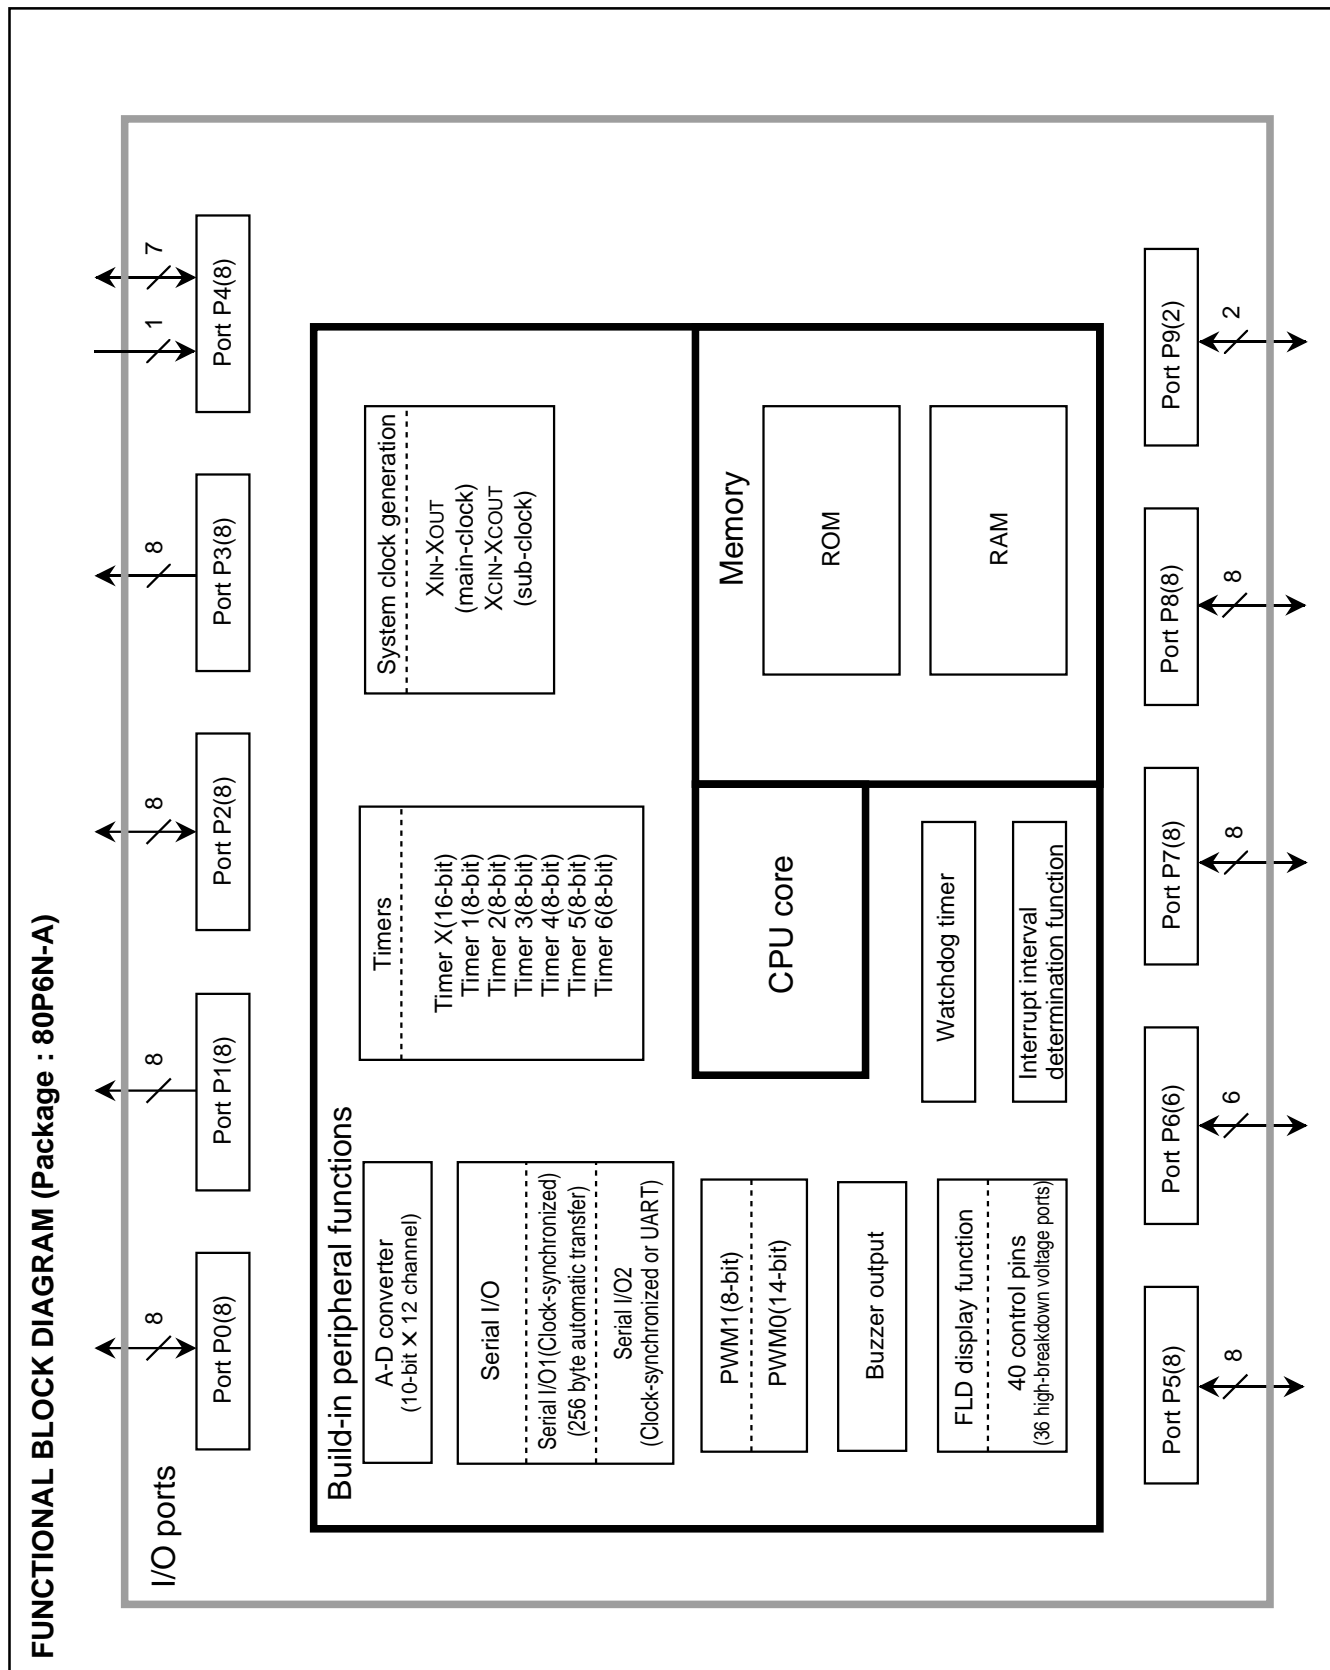 FUNCTIONAL BLOCK DIAGRAM (Package : 80P6N-A)
I/O ports
8
8
8
8
1
7
Port P0(8)
Port P1(8)
Port P2(8)
Port P3(8)
Port P4(8)
Build-in peripheral functions
A-D converter
(10-bit X 12 channel)
Serial I/O
Serial I/O1(Clock-synchronized)
(256 byte automatic transfer)
Serial I/O2
(Clock-synchronized or UART)
PWM1(8-bit)
PWM0(14-bit)
Buzzer output
FLD display function
40 control pins
(36 high-breakdown voltage ports)
Timers
Timer X(16-bit)
Timer 1(8-bit)
Timer 2(8-bit)
Timer 3(8-bit)
Timer 4(8-bit)
Timer 5(8-bit)
Timer 6(8-bit)
CPU core
Watchdog timer
Interrupt interval
determination function
System clock generation
XIN-XOUT
(main-clock)
XCIN-XCOUT
(sub-clock)
Memory
ROM
RAM
Port P5(8)
Port P6(6)
Port P7(8)
Port P8(8)
Port P9(2)
8
6
8
8
2